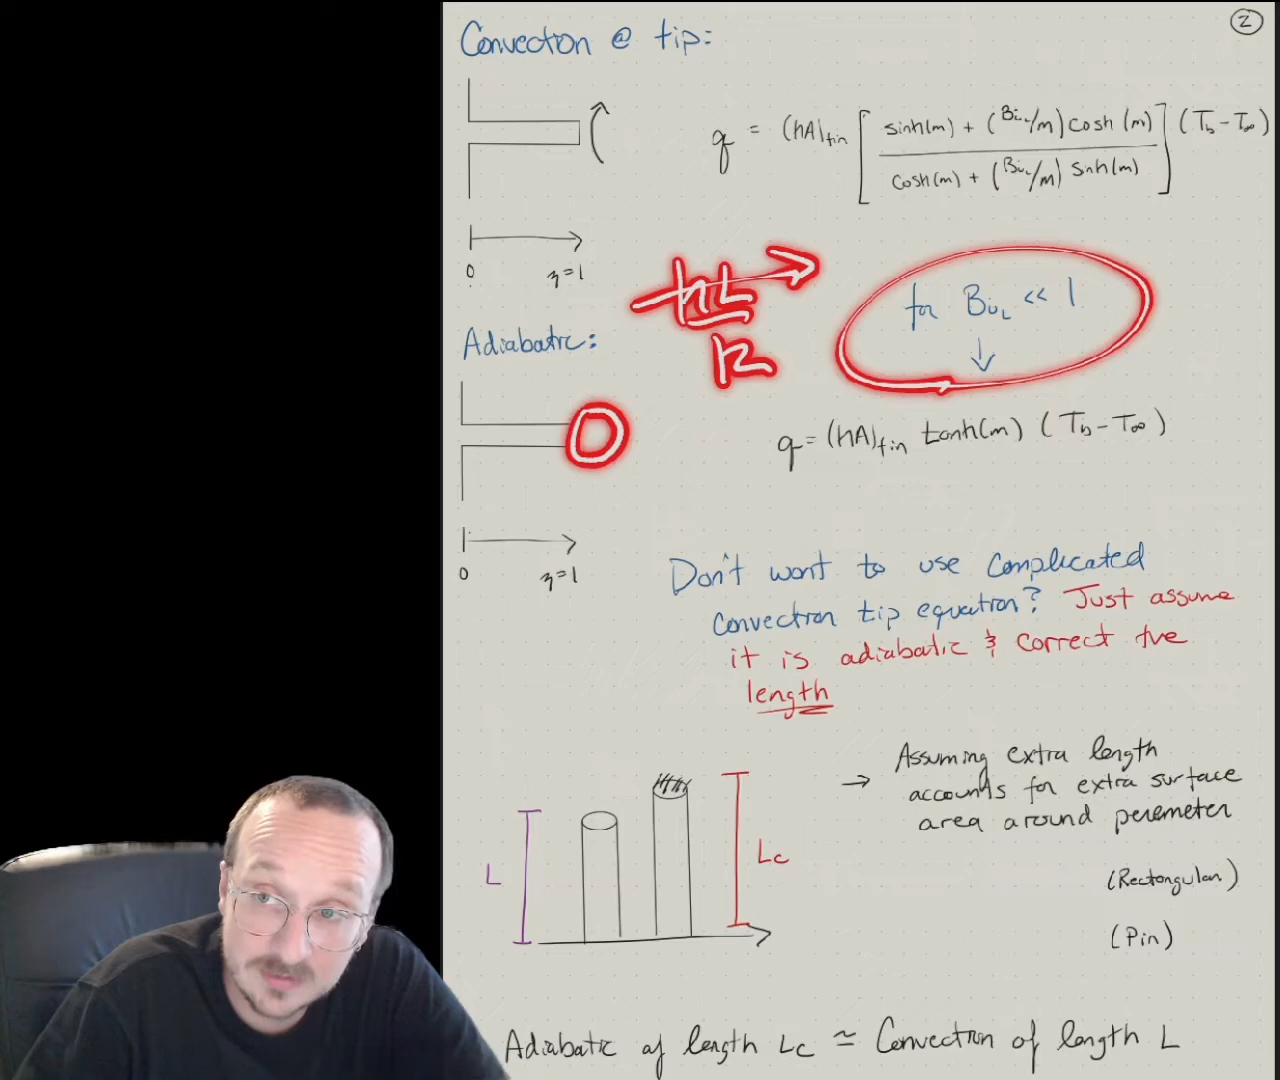 2
Convection @ tip:
q = (hA)fin [ sinh(m) + (BiL/m) cosh(m) / cosh(m) + (BiL/m) sinh(m) ] (Tb - T∞)
0 η=1
hL
k
for BiL << 1
↓
Adiabatic:
q = (hA)fin tanh(m) (Tb - T∞)
0 η=1
Don't want to use complicated
convection tip equation? Just assume
it is adiabatic & correct the
length
→ Assuming extra length
accounts for extra surface
area around peremeter
L
Lc
(Rectangular)
(Pin)
Adiabatic of length Lc ≃ Convection of length L